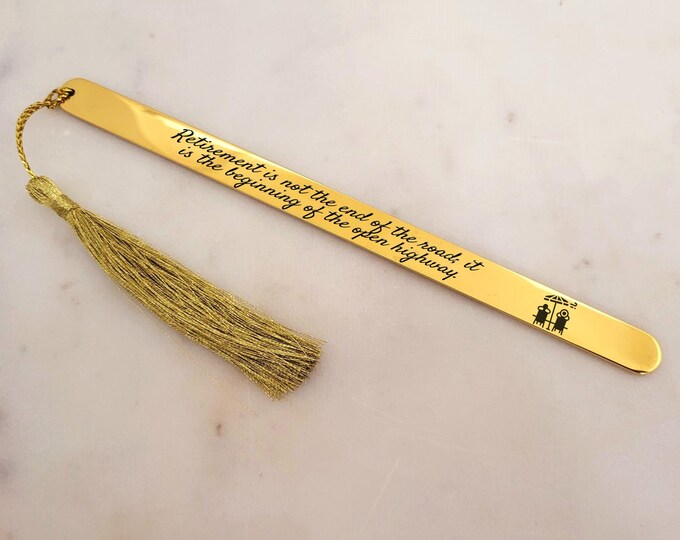 Retirement is not the end of the road, it
is the beginning of the open highway.